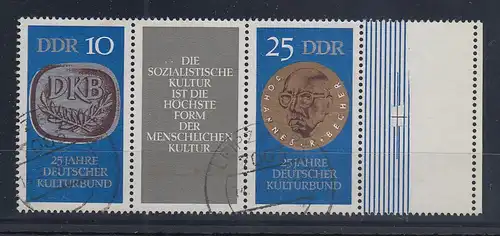 DDR 10
DKB
25 JAHRE
DEUTSCHER
KULTURBUND
DIE
SOZIALISTISCHE
KULTUR
IST DIE
HÖCHSTE
FORM
DER
MENSCHLICHEN
KULTUR
25 DDR
JOHANNES · R · BECHER
25 JAHRE
DEUTSCHER
KULTURBUND